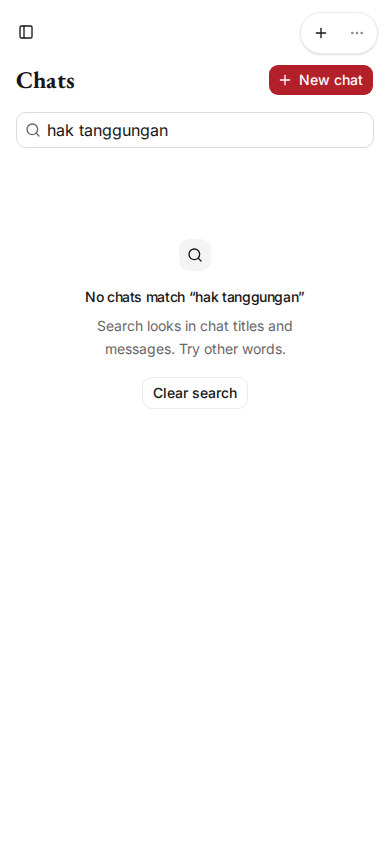 Chats
New chat
hak tanggungan
No chats match “hak tanggungan”
Search looks in chat titles and
messages. Try other words.
Clear search